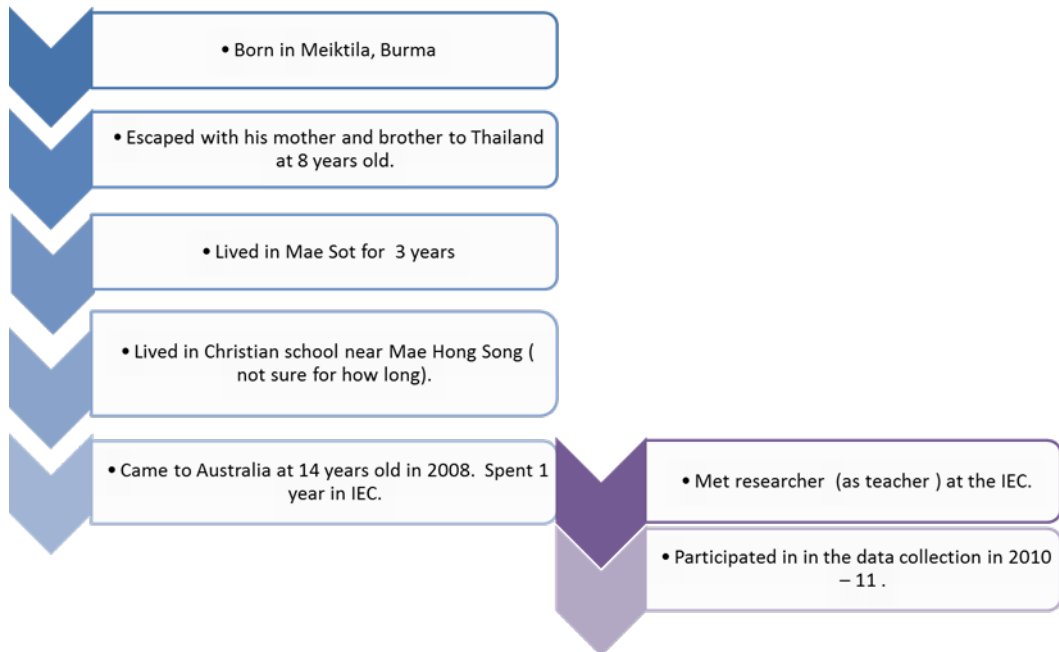 • Born in Meiktila, Burma
• Escaped with his mother and brother to Thailand
at 8 years old.
• Lived in Mae Sot for 3 years
• Lived in Christian school near Mae Hong Song (
not sure for how long).
• Came to Australia at 14 years old in 2008. Spent 1
year in IEC.
• Met researcher (as teacher ) at the IEC.
• Participated in in the data collection in 2010
– 11 .